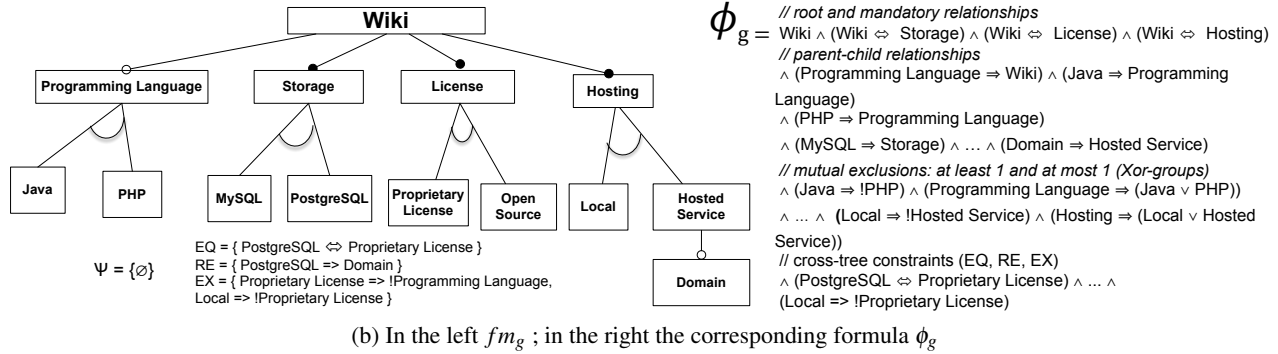 Wiki
Programming Language
Storage
License
Hosting
Java
PHP
MySQL
PostgreSQL
Proprietary
License
Open
Source
Local
Hosted
Service
Domain
Ψ = {∅}
EQ = { PostgreSQL ⇔ Proprietary License }
RE = { PostgreSQL => Domain }
EX = { Proprietary License => !Programming Language,
Local => !Proprietary License }
ϕg =
// root and mandatory relationships
Wiki ∧ (Wiki ⇔ Storage) ∧ (Wiki ⇔ License) ∧ (Wiki ⇔ Hosting)
// parent-child relationships
∧ (Programming Language ⇒ Wiki) ∧ (Java ⇒ Programming
Language)
∧ (PHP ⇒ Programming Language)
∧ (MySQL ⇒ Storage) ∧ … ∧ (Domain ⇒ Hosted Service)
// mutual exclusions: at least 1 and at most 1 (Xor-groups)
∧ (Java ⇒ !PHP) ∧ (Programming Language ⇒ (Java ∨ PHP))
∧ ... ∧ (Local ⇒ !Hosted Service) ∧ (Hosting ⇒ (Local ∨ Hosted
Service))
// cross-tree constraints (EQ, RE, EX)
∧ (PostgreSQL ⇔ Proprietary License) ∧ ... ∧
(Local => !Proprietary License)
(b) In the left fmg ; in the right the corresponding formula ϕg